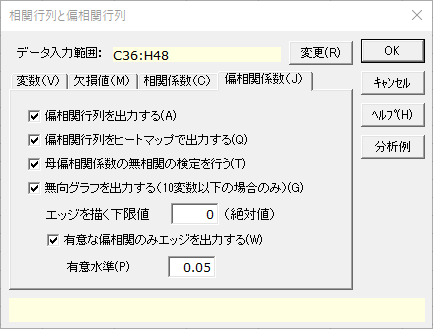 相関行列と偏相関行列
データ入力範囲: C36:H48 変更(R) OK
変数(V) 欠損値(M) 相関係数(C) 偏相関係数(J) キャンセル
偏相関行列を出力する(A) ヘルプ(H)
偏相関行列をヒートマップで出力する(Q) 分析例
母偏相関係数の無相関の検定を行う(T)
無向グラフを出力する(10変数以下の場合のみ)(G)
エッジを描く下限値 0 (絶対値)
有意な偏相関のみエッジを出力する(W)
有意水準(P) 0.05